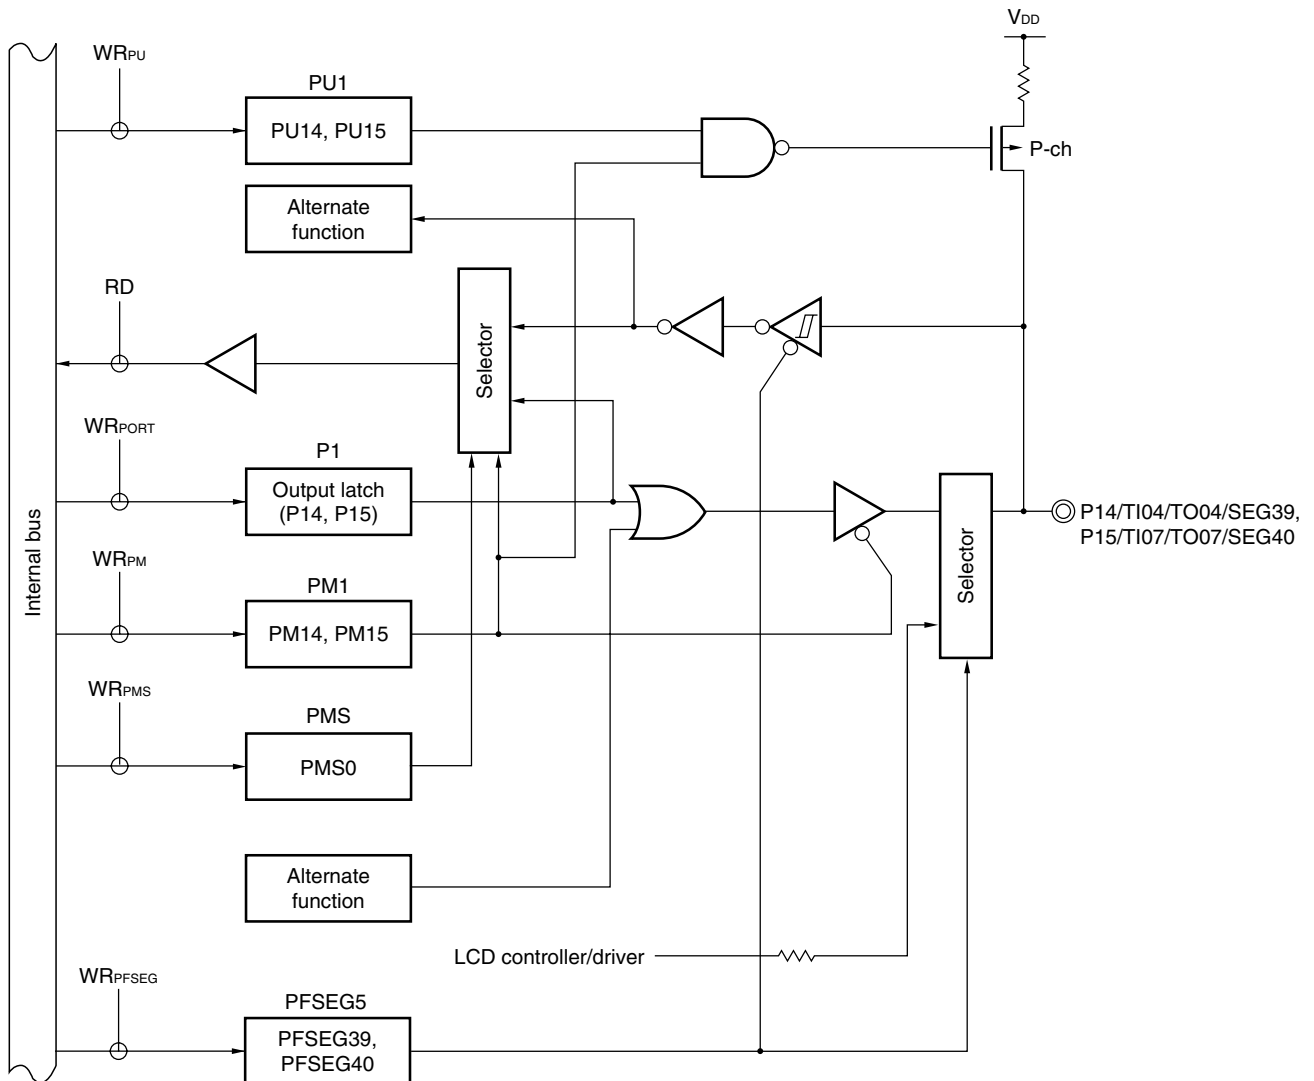 VDD
WRPU
PU1
PU14, PU15
P-ch
Alternate
function
RD
Selector
WRPORT
P1
Output latch
(P14, P15)
P14/TI04/TO04/SEG39,
P15/TI07/TO07/SEG40
Internal bus
WRPM
PM1
PM14, PM15
Selector
WRPMS
PMS
PMS0
Alternate
function
LCD controller/driver
WRPFSEG
PFSEG5
PFSEG39,
PFSEG40